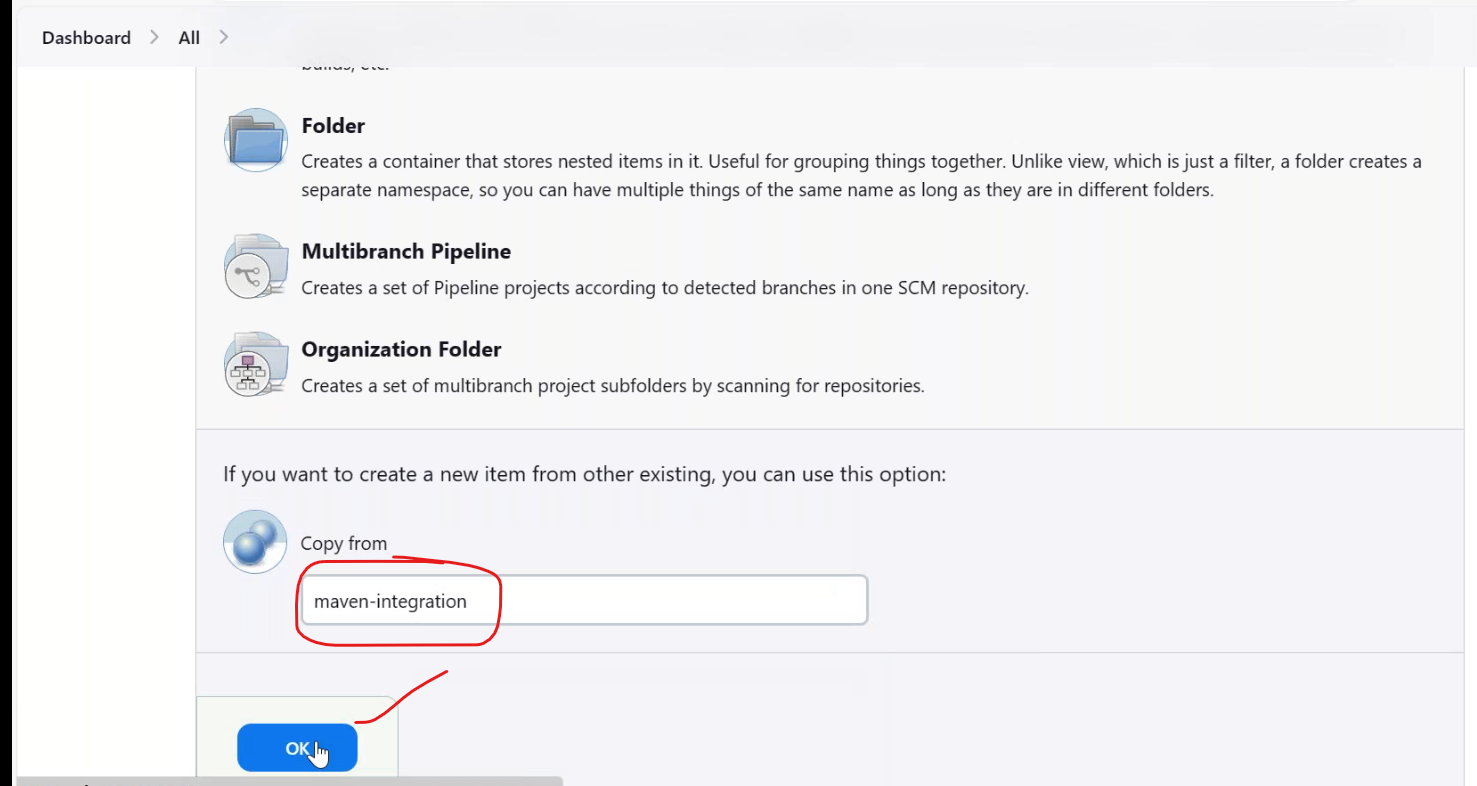 Dashboard > All >
builds, etc.
Folder
Creates a container that stores nested items in it. Useful for grouping things together. Unlike view, which is just a filter, a folder creates a
separate namespace, so you can have multiple things of the same name as long as they are in different folders.
Multibranch Pipeline
Creates a set of Pipeline projects according to detected branches in one SCM repository.
Organization Folder
Creates a set of multibranch project subfolders by scanning for repositories.
If you want to create a new item from other existing, you can use this option:
Copy from
maven-integration
OK